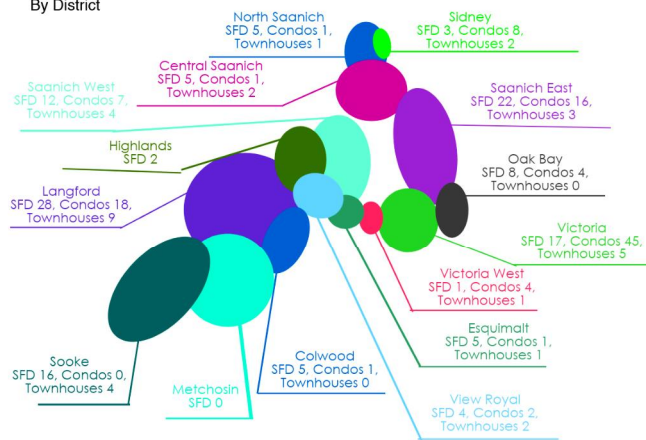 By District
North Saanich
SFD 5, Condos 1,
Townhouses 1
Sidney
SFD 3, Condos 8,
Townhouses 2
Central Saanich
SFD 5, Condos 1,
Townhouses 2
Saanich West
SFD 12, Condos 7,
Townhouses 4
Saanich East
SFD 22, Condos 16,
Townhouses 3
Highlands
SFD 2
Oak Bay
SFD 8, Condos 4,
Townhouses 0
Langford
SFD 28, Condos 18,
Townhouses 9
Victoria
SFD 17, Condos 45,
Townhouses 5
Victoria West
SFD 1, Condos 4,
Townhouses 1
Esquimalt
SFD 5, Condos 1,
Townhouses 1
Sooke
SFD 16, Condos 0,
Townhouses 4
Metchosin
SFD 0
Colwood
SFD 5, Condos 1,
Townhouses 0
View Royal
SFD 4, Condos 2,
Townhouses 2